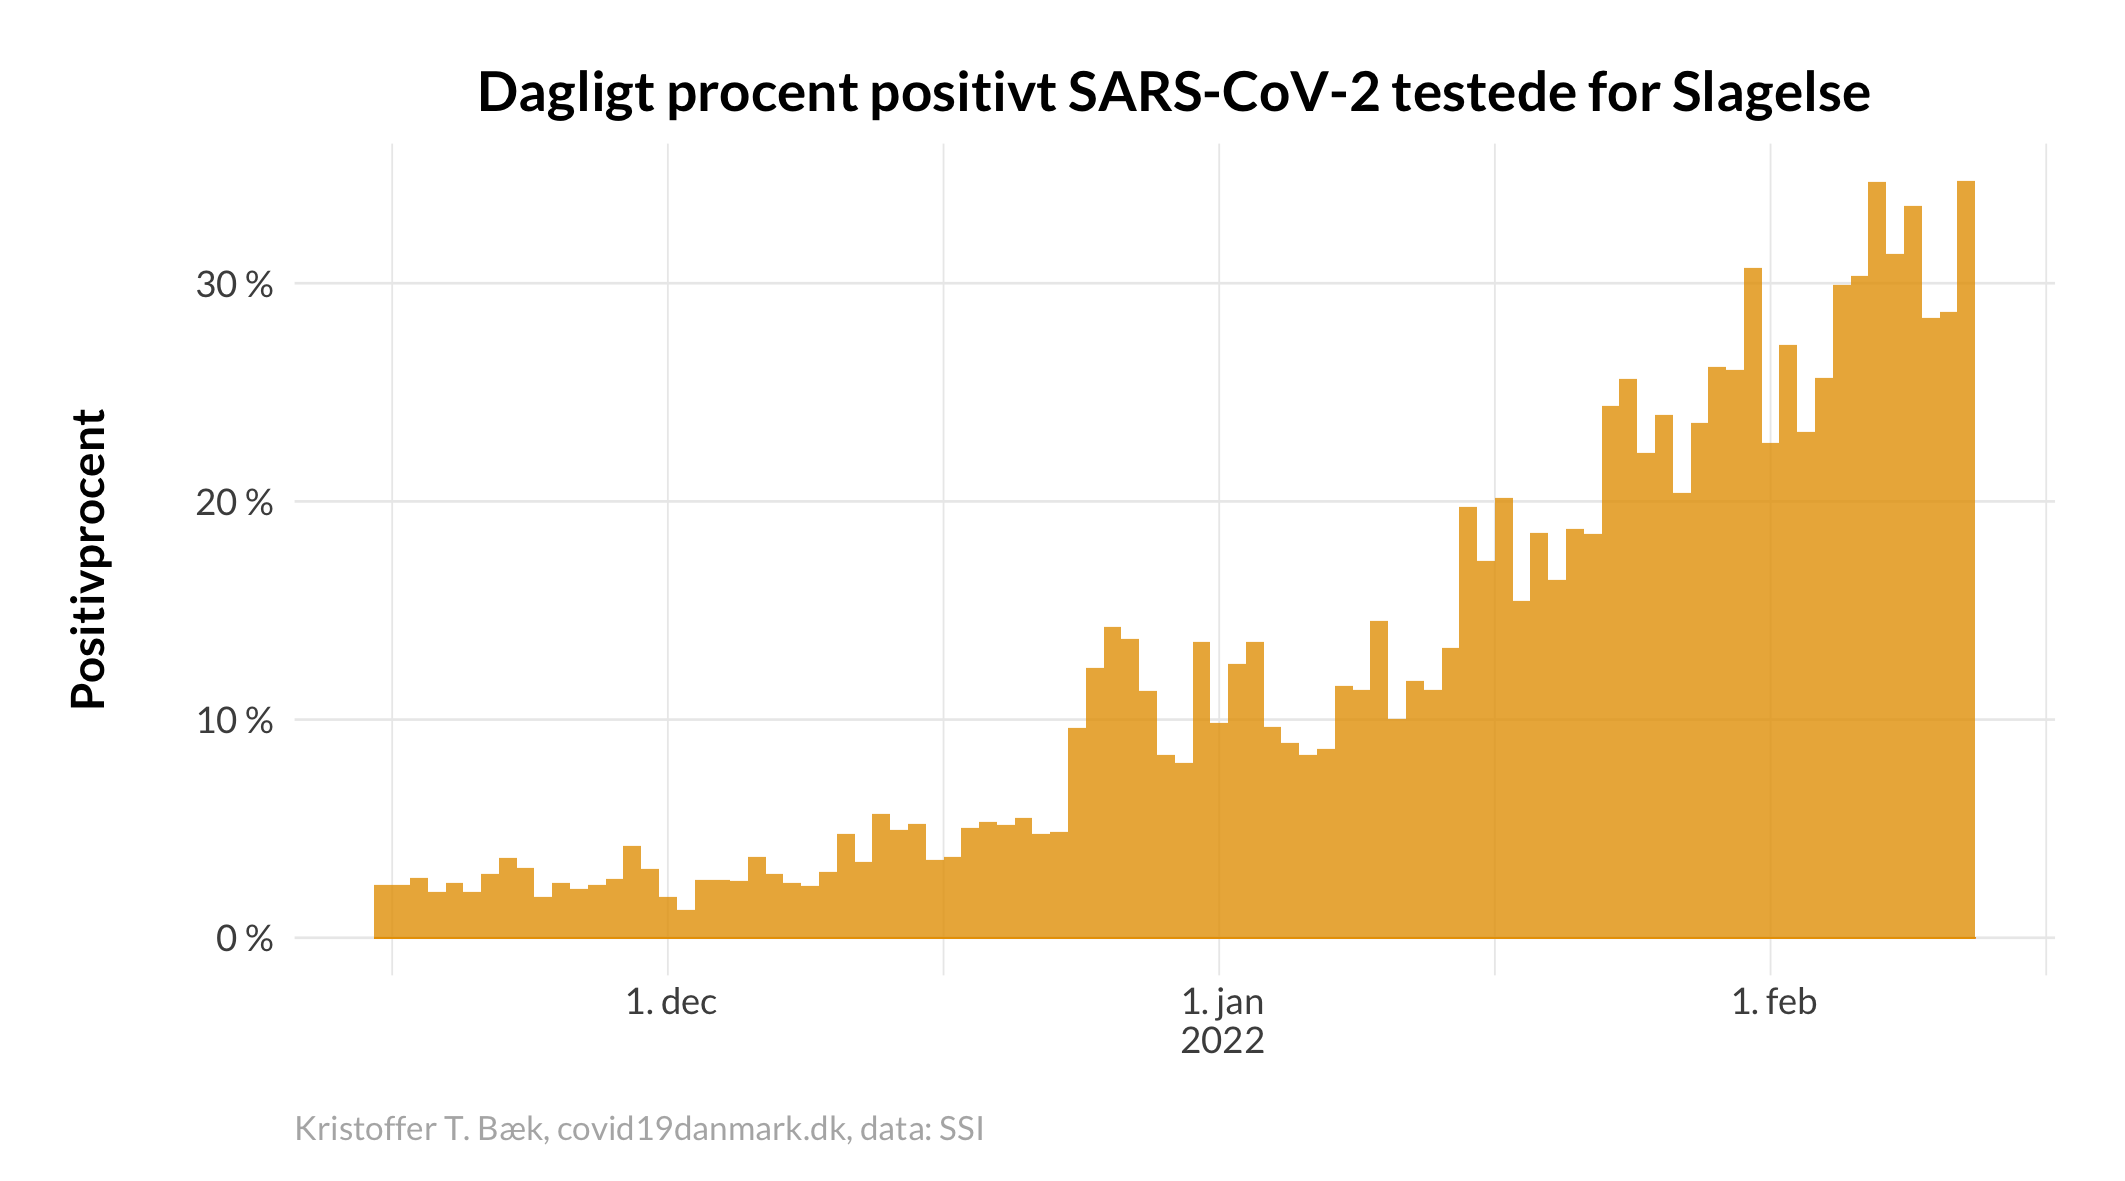 Dagligt procent positivt SARS-CoV-2 testede for Slagelse
Positivprocent
30 %
20 %
10 %
0 %
1. dec
1. jan
2022
1. feb
Kristoffer T. Bæk, covid19danmark.dk, data: SSI